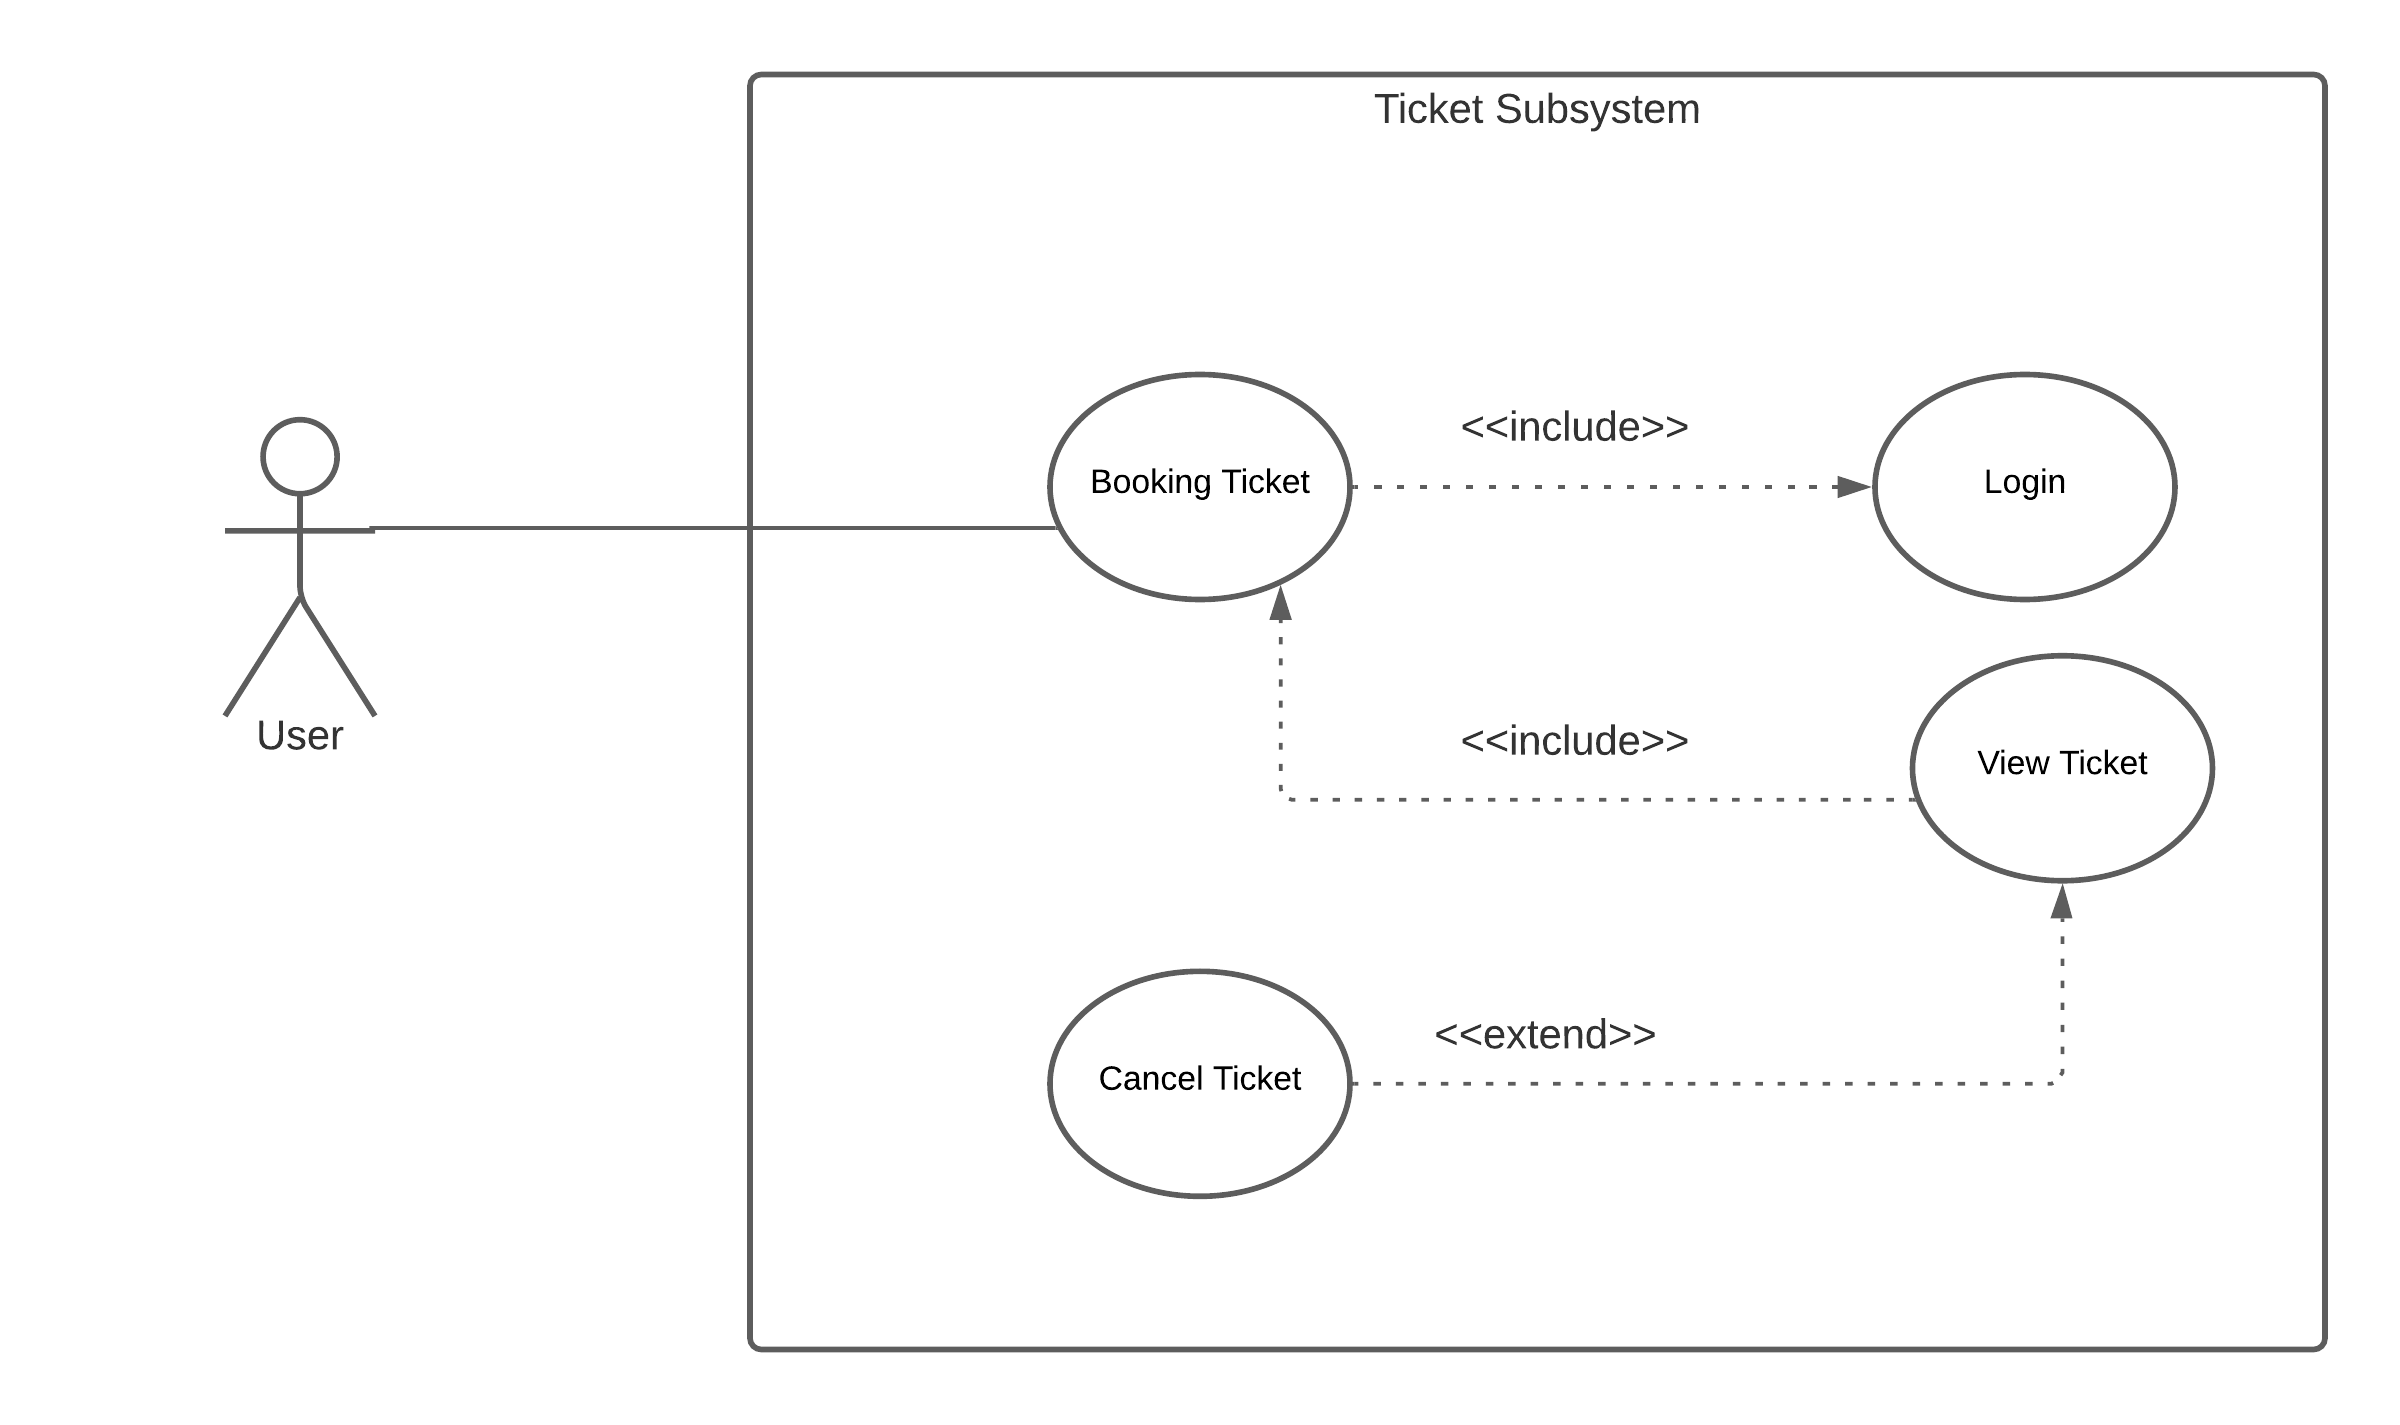 Ticket Subsystem
<<include>>
Booking Ticket
Login
User
<<include>>
View Ticket
<<extend>>
Cancel Ticket